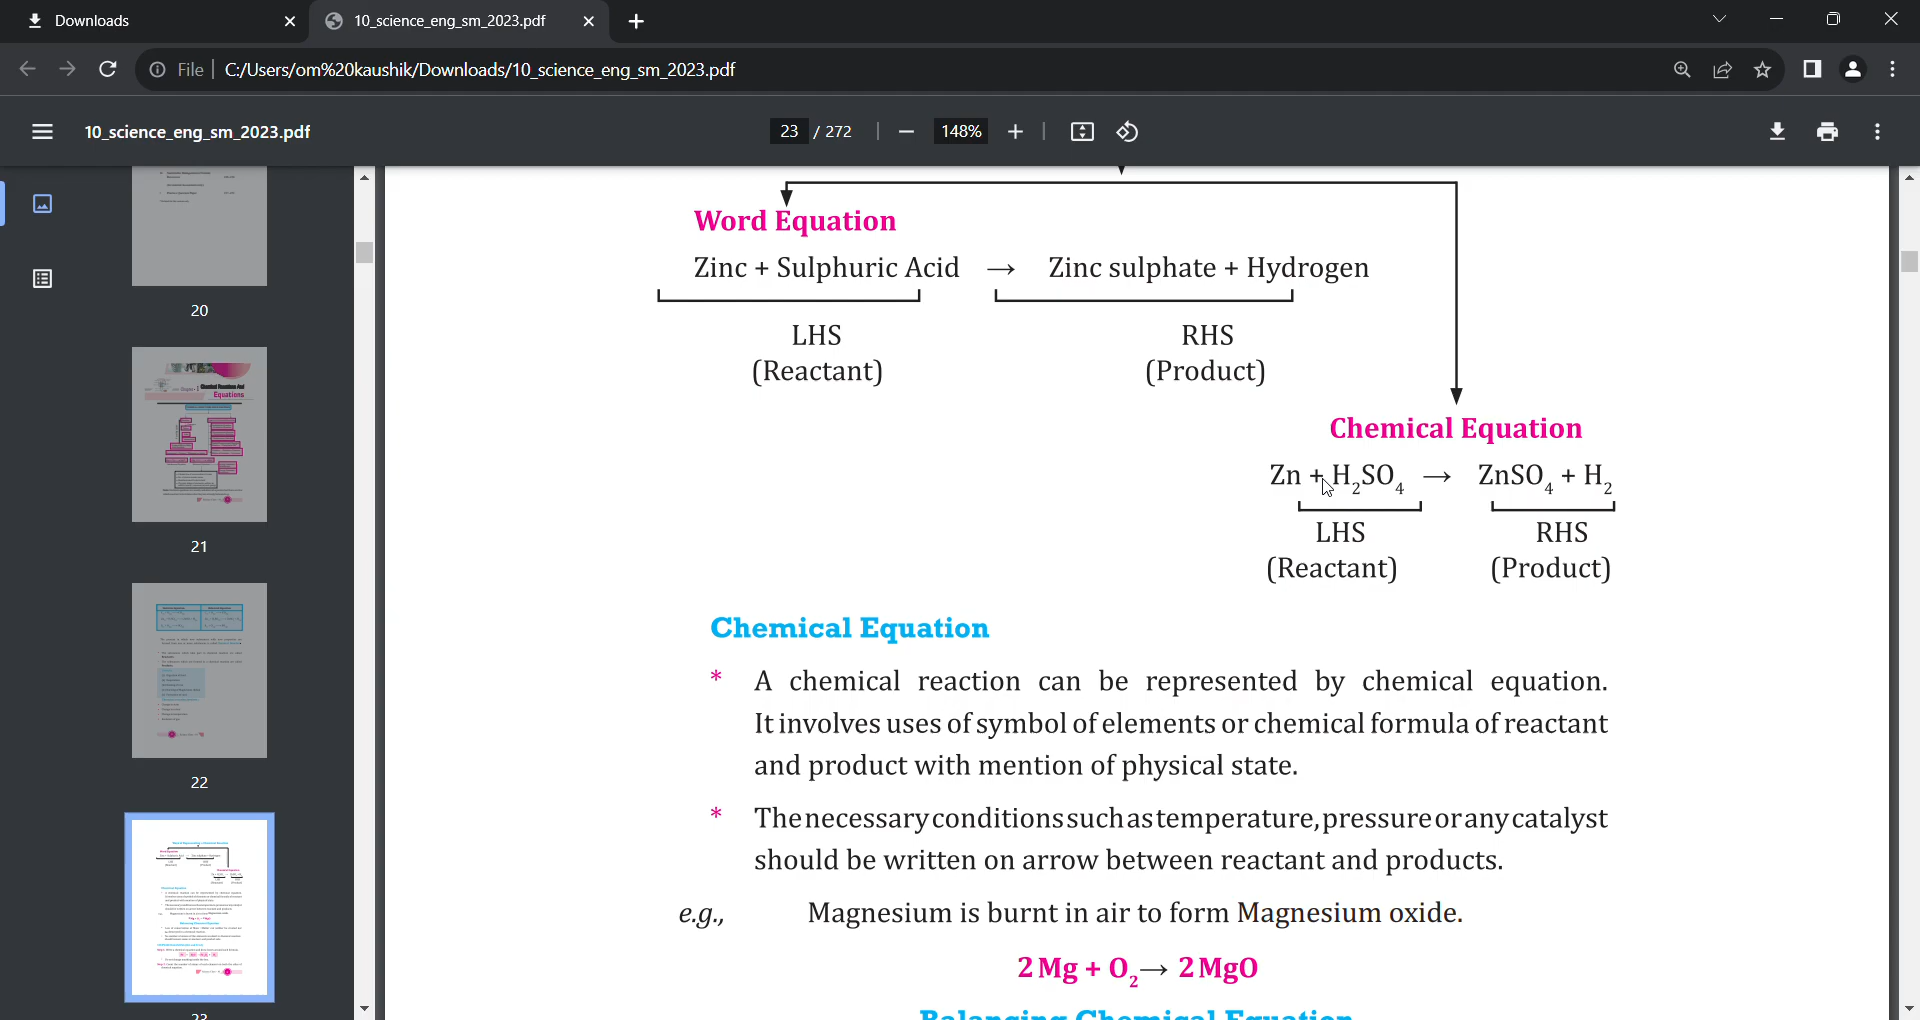 Downloads
10_science_eng_sm_2023.pdf
File
C:/Users/om%20kaushik/Downloads/10_science_eng_sm_2023.pdf
10_science_eng_sm_2023.pdf
23 / 272
148%
20
Equations
21
22
23
Word Equation
Zinc + Sulphuric Acid → Zinc sulphate + Hydrogen
LHS RHS
(Reactant) (Product)
Chemical Equation
Zn + H₂SO₄ → ZnSO₄ + H₂
LHS RHS
(Reactant) (Product)
Chemical Equation
* A chemical reaction can be represented by chemical equation.
It involves uses of symbol of elements or chemical formula of reactant
and product with mention of physical state.
* The necessary conditions such as temperature, pressure or any catalyst
should be written on arrow between reactant and products.
e.g., Magnesium is burnt in air to form Magnesium oxide.
2 Mg + O₂→ 2 MgO
Balancing Chemical Equation